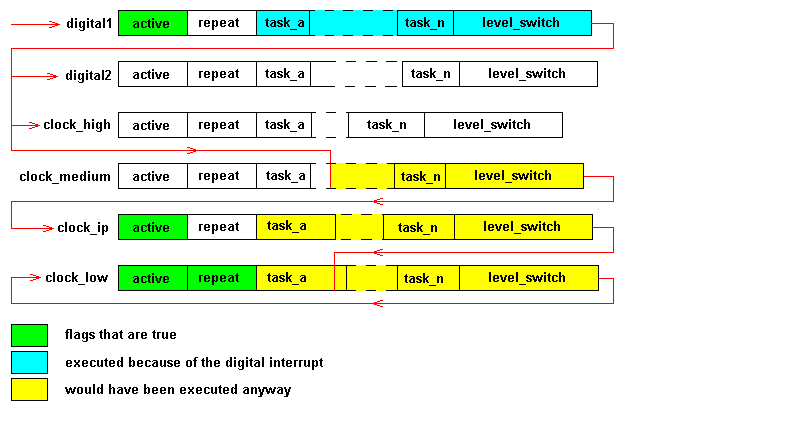 digital1 active repeat task_a task_n level_switch
digital2 active repeat task_a task_n level_switch
clock_high active repeat task_a task_n level_switch
clock_medium active repeat task_a task_n level_switch
clock_ip active repeat task_a task_n level_switch
clock_low active repeat task_a task_n level_switch
flags that are true
executed because of the digital interrupt
would have been executed anyway